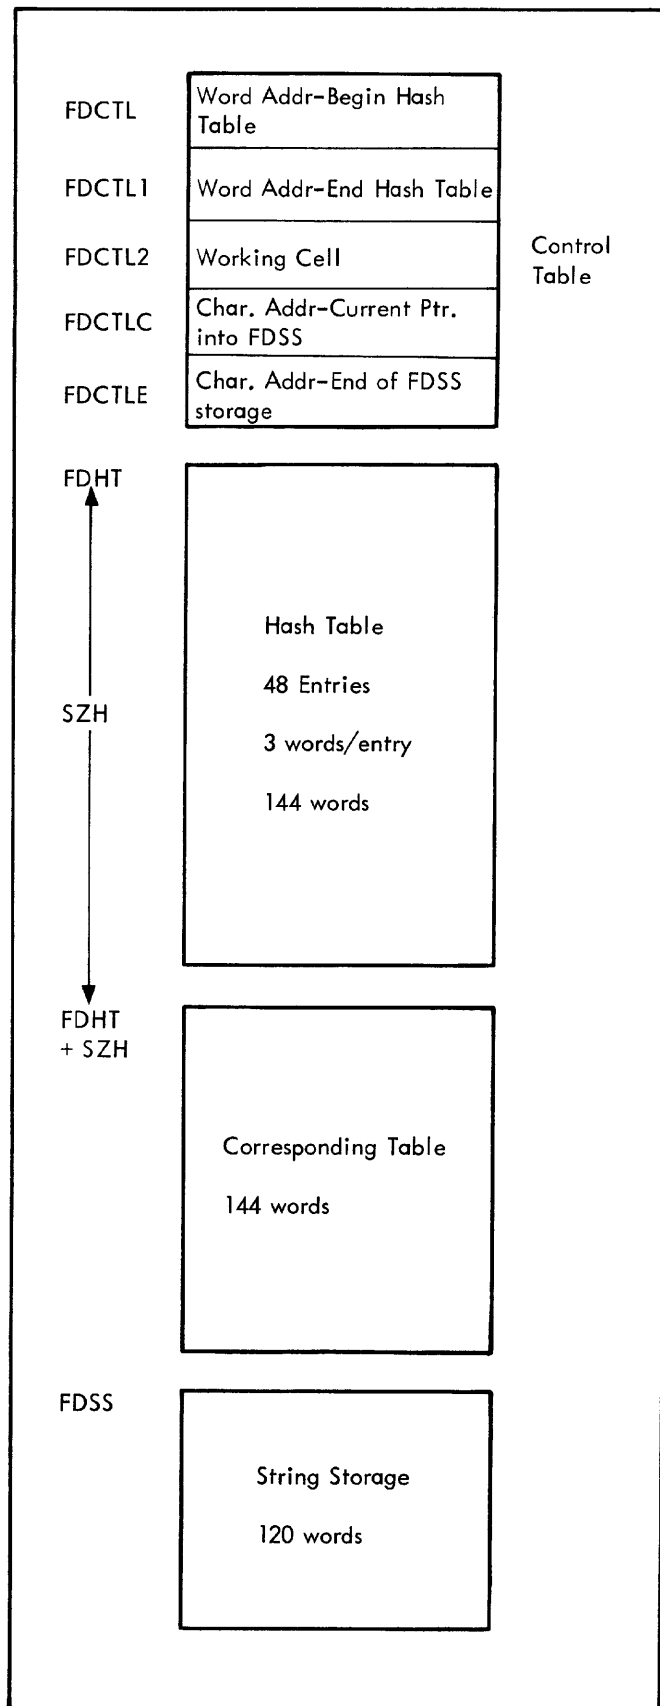 FDCTL
Word Addr-Begin Hash
Table
FDCTL1
Word Addr-End Hash Table
FDCTL2
Working Cell
Control
Table
FDCTLC
Char. Addr-Current Ptr.
into FDSS
FDCTLE
Char. Addr-End of FDSS
storage
FDHT
Hash Table
48 Entries
3 words/entry
144 words
SZH
FDHT
+ SZH
Corresponding Table
144 words
FDSS
String Storage
120 words